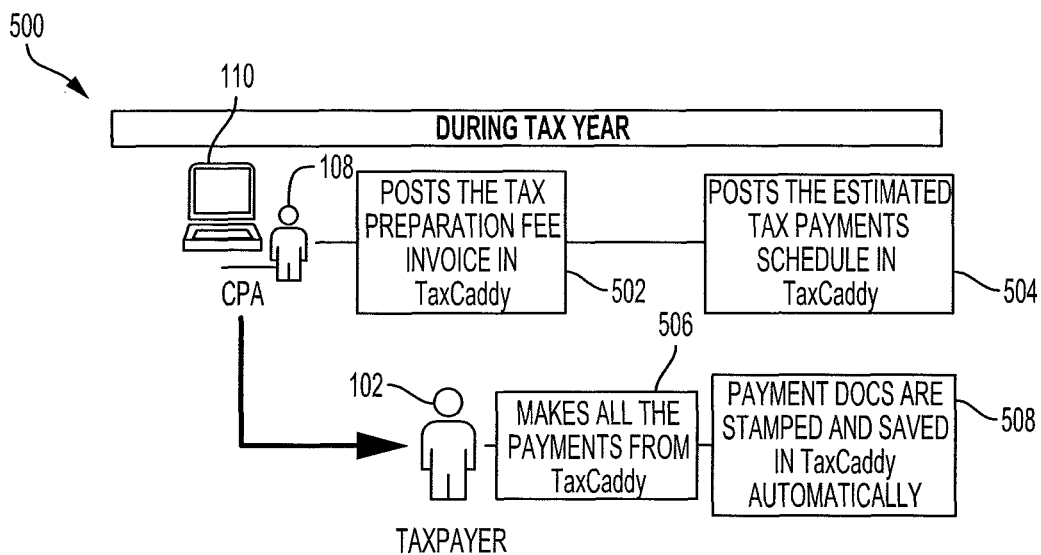 500
110
DURING TAX YEAR
108
POSTS THE TAX
PREPARATION FEE
INVOICE IN
TaxCaddy
502
POSTS THE ESTIMATED
TAX PAYMENTS
SCHEDULE IN
TaxCaddy
504
CPA
506
102
MAKES ALL THE
PAYMENTS FROM
TaxCaddy
PAYMENT DOCS ARE
STAMPED AND SAVED
IN TaxCaddy
AUTOMATICALLY
508
TAXPAYER